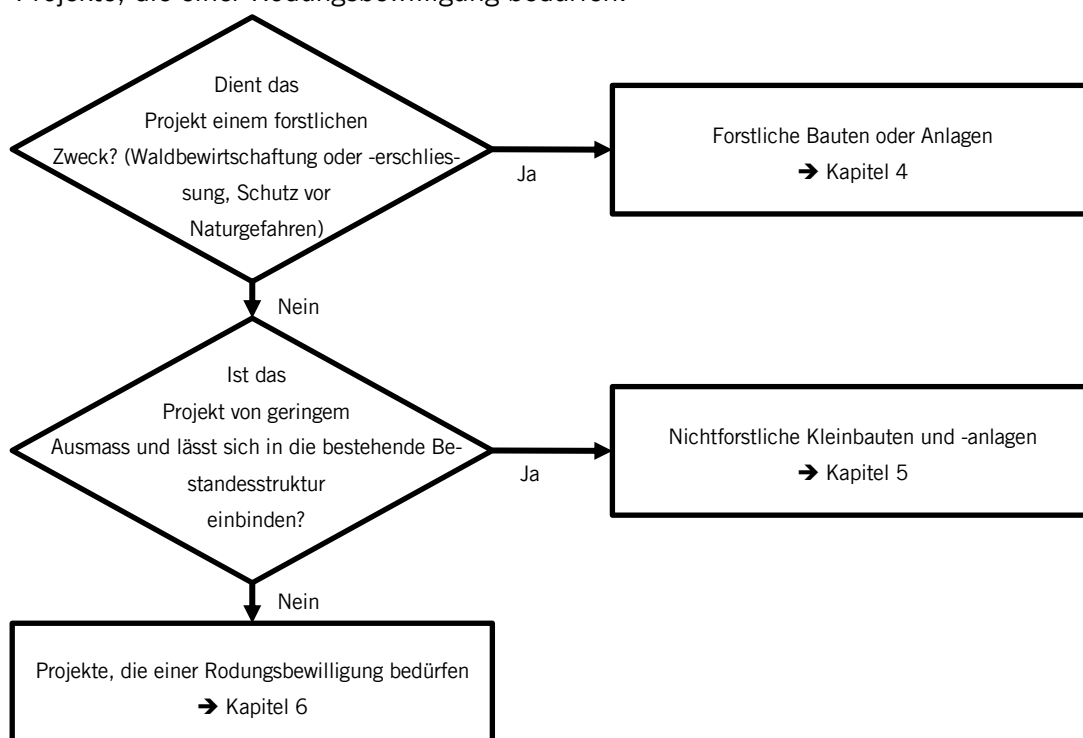 Projekte, die einer Rodungsbewilligung bedürfen.
Dient das
Projekt einem forstlichen
Zweck? (Waldbewirtschaftung oder -erschlies-
sung, Schutz vor
Naturgefahren)
Ja
Forstliche Bauten oder Anlagen
➔ Kapitel 4
Nein
Ist das
Projekt von geringem
Ausmass und lässt sich in die bestehende Be-
standesstruktur
einbinden?
Ja
Nichtforstliche Kleinbauten und -anlagen
➔ Kapitel 5
Nein
Projekte, die einer Rodungsbewilligung bedürfen
➔ Kapitel 6